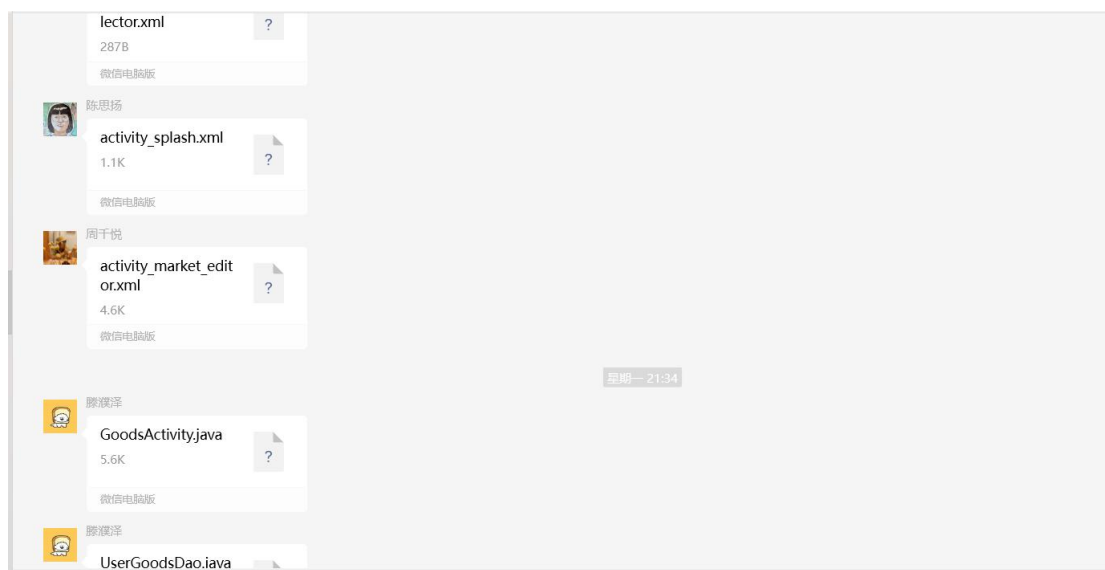 lector.xml
287B
微信电脑版
陈思扬
activity_splash.xml
1.1K
?
微信电脑版
周千悦
activity_market_edit
or.xml
4.6K
?
微信电脑版
星期一 21:34
滕濮泽
GoodsActivity.java
5.6K
?
微信电脑版
滕濮泽
UserGoodsDao.java